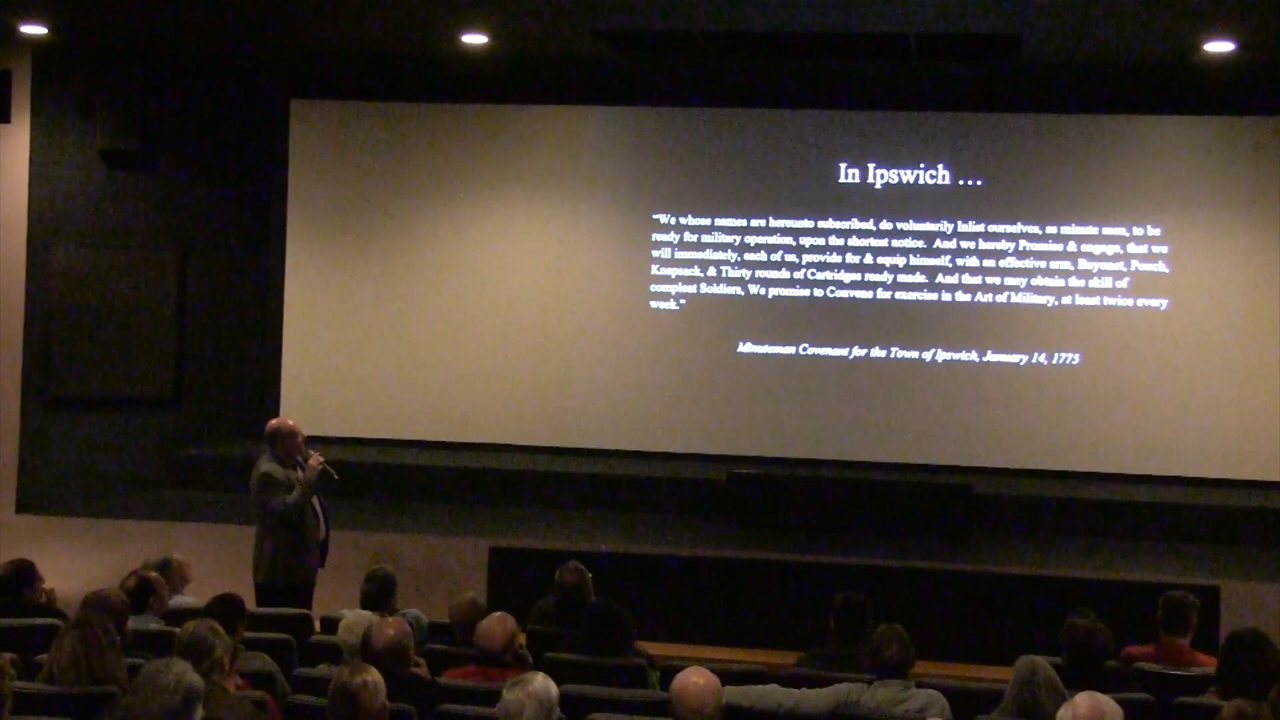 In Ipswich …
“We whose names are hereunto subscribed, do voluntarily Inlist ourselves, as minute men, to be
ready for military operation, upon the shortest notice. And we hereby Promise & engage, that we
will immediately, each of us, provide for & equip himself, with an effective arm, Bayonet, Pouch,
Knapsack, & Thirty rounds of Cartridges ready made. And that we may obtain the skill of
compleat Soldiers, We promise to Convene for exercise in the Art of Military, at least twice every
week.”
Minuteman Covenant for the Town of Ipswich, January 14, 1775